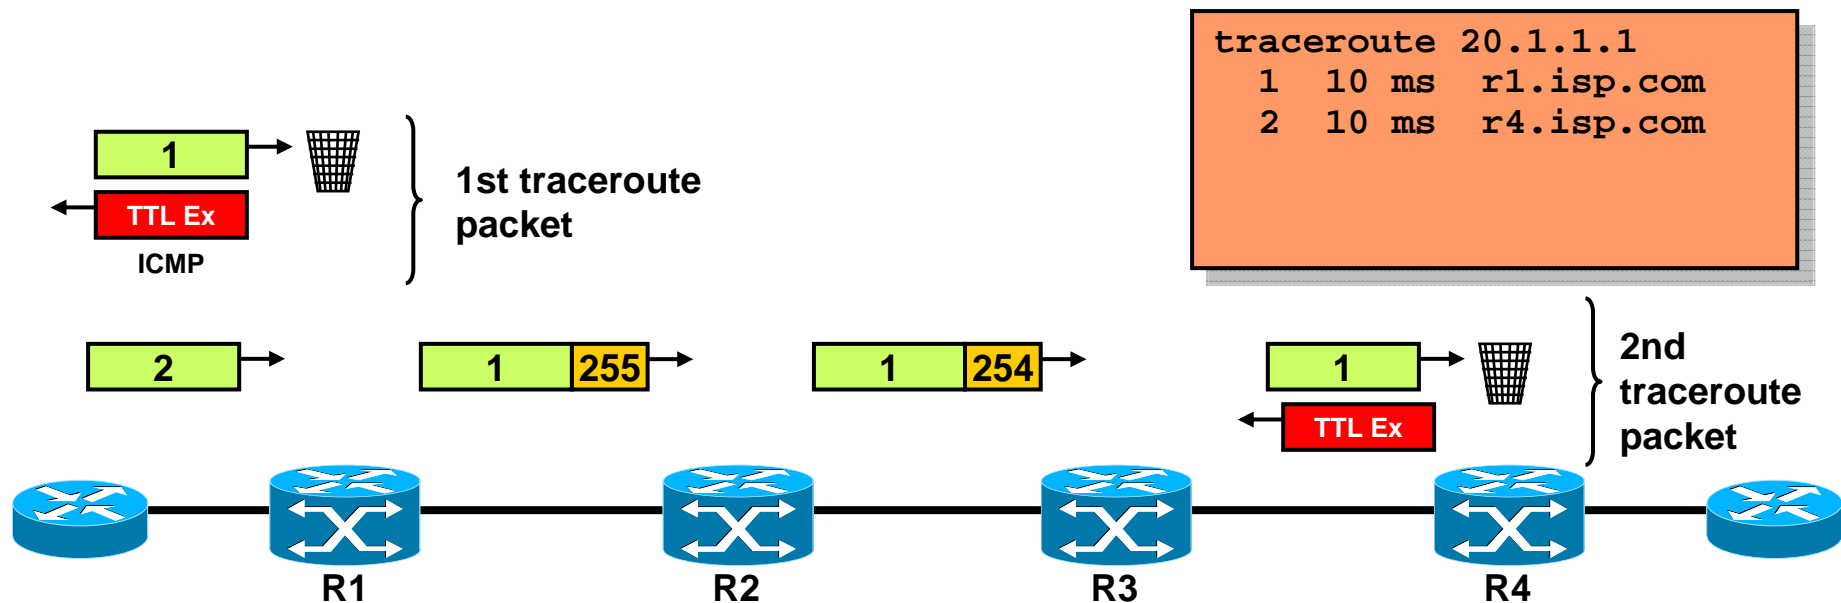 traceroute 20.1.1.1
1 10 ms r1.isp.com
2 10 ms r4.isp.com
1
TTL Ex
ICMP
1st traceroute
packet
2
1 255
1 254
1
TTL Ex
2nd
traceroute
packet
R1
R2
R3
R4